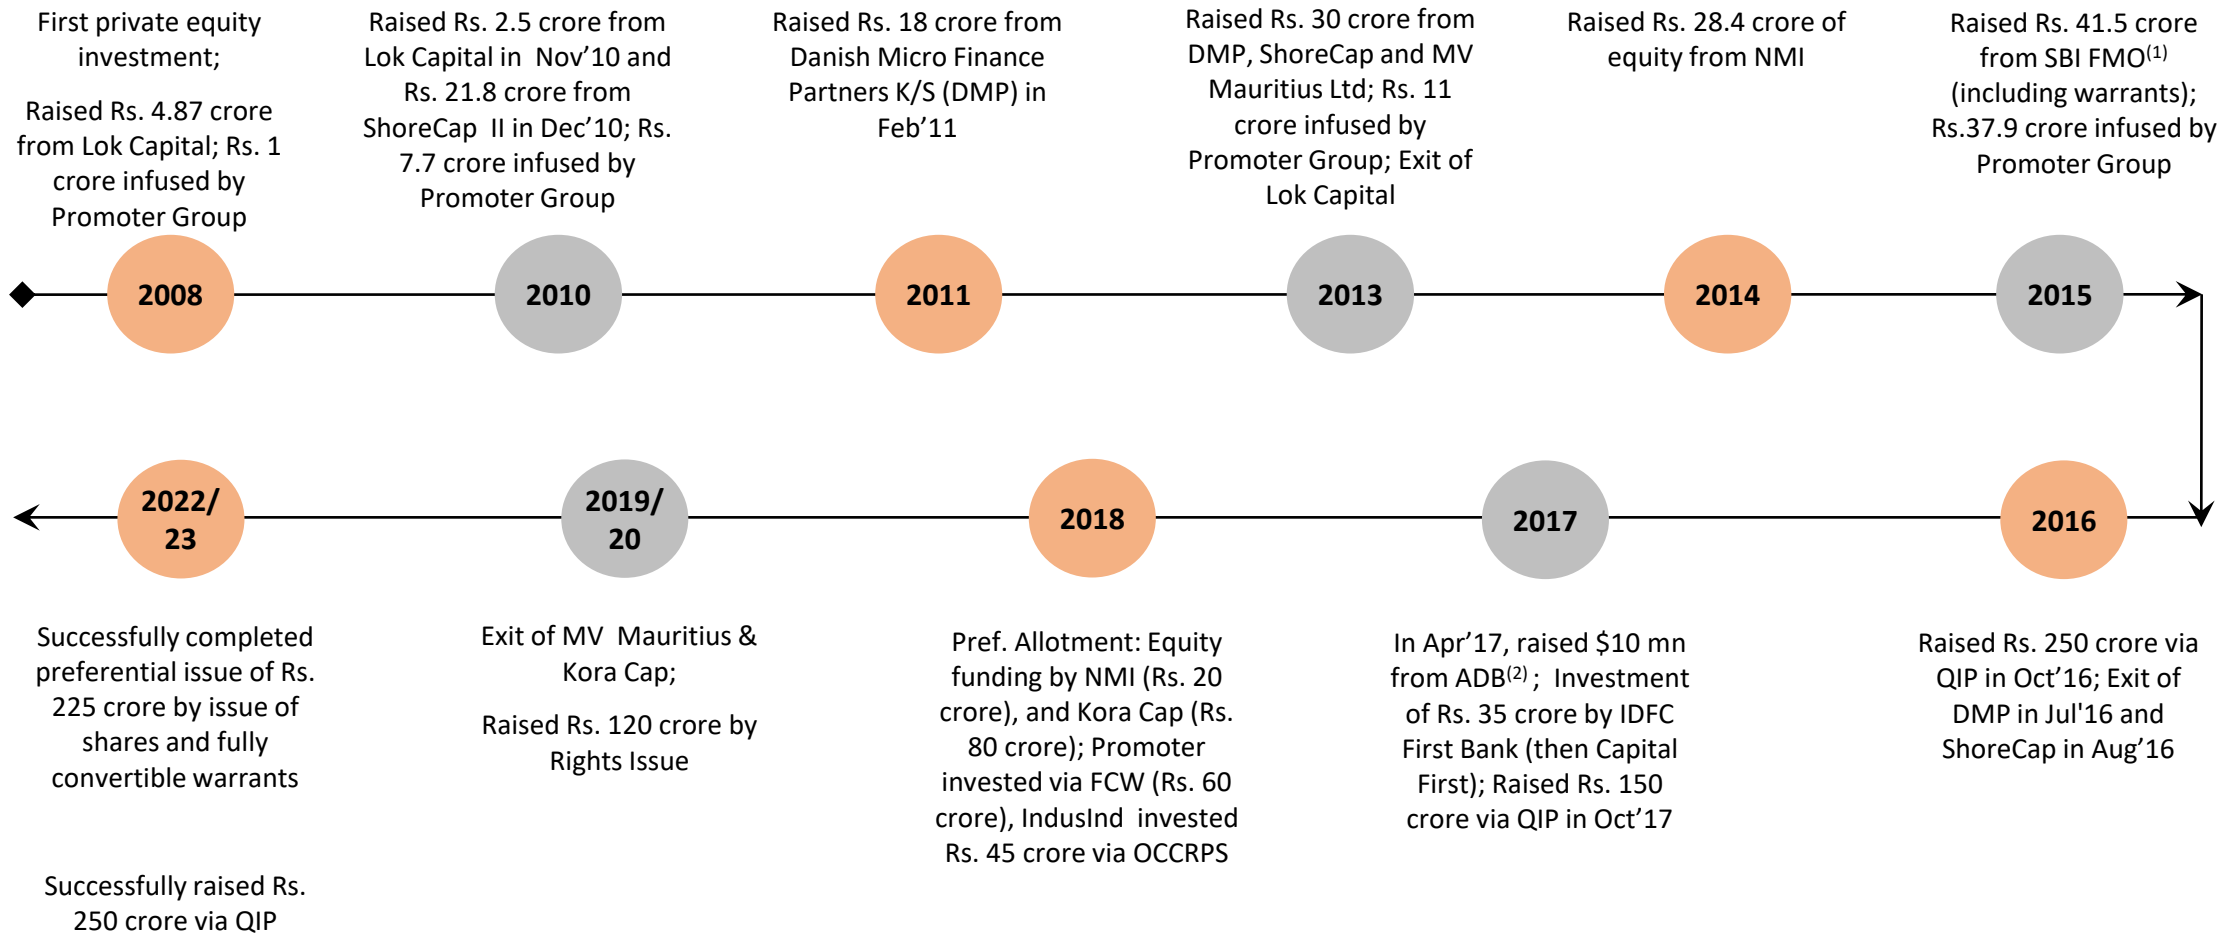 First private equity
investment;
Raised Rs. 4.87 crore
from Lok Capital; Rs. 1
crore infused by
Promoter Group
Raised Rs. 2.5 crore from
Lok Capital in Nov’10 and
Rs. 21.8 crore from
ShoreCap II in Dec’10; Rs.
7.7 crore infused by
Promoter Group
Raised Rs. 18 crore from
Danish Micro Finance
Partners K/S (DMP) in
Feb’11
Raised Rs. 30 crore from
DMP, ShoreCap and MV
Mauritius Ltd; Rs. 11
crore infused by
Promoter Group; Exit of
Lok Capital
Raised Rs. 28.4 crore of
equity from NMI
Raised Rs. 41.5 crore
from SBI FMO(1)
(including warrants);
Rs.37.9 crore infused by
Promoter Group
2008
2010
2011
2013
2014
2015
2022/
23
2019/
20
2018
2017
2016
Successfully completed
preferential issue of Rs.
225 crore by issue of
shares and fully
convertible warrants
Successfully raised Rs.
250 crore via QIP
Exit of MV Mauritius &
Kora Cap;
Raised Rs. 120 crore by
Rights Issue
Pref. Allotment: Equity
funding by NMI (Rs. 20
crore), and Kora Cap (Rs.
80 crore); Promoter
invested via FCW (Rs. 60
crore), IndusInd invested
Rs. 45 crore via OCCRPS
In Apr’17, raised $10 mn
from ADB(2) ; Investment
of Rs. 35 crore by IDFC
First Bank (then Capital
First); Raised Rs. 150
crore via QIP in Oct’17
Raised Rs. 250 crore via
QIP in Oct’16; Exit of
DMP in Jul'16 and
ShoreCap in Aug’16